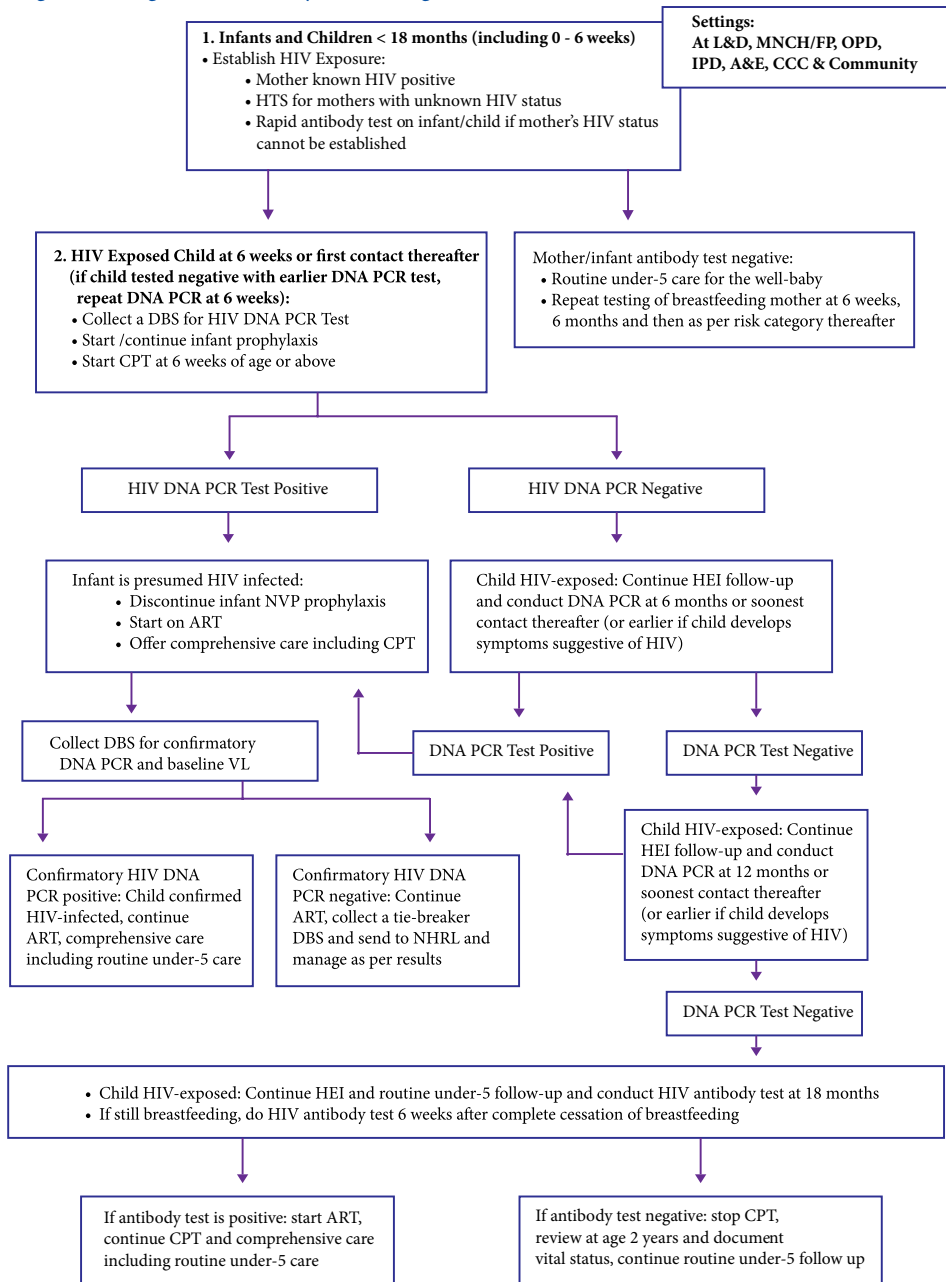 1. Infants and Children < 18 months (including 0 - 6 weeks)
• Establish HIV Exposure:
• Mother known HIV positive
• HTS for mothers with unknown HIV status
• Rapid antibody test on infant/child if mother's HIV status
cannot be established
Settings:
At L&D, MNCH/FP, OPD,
IPD, A&E, CCC & Community
2. HIV Exposed Child at 6 weeks or first contact thereafter
(if child tested negative with earlier DNA PCR test,
repeat DNA PCR at 6 weeks):
• Collect a DBS for HIV DNA PCR Test
• Start /continue infant prophylaxis
• Start CPT at 6 weeks of age or above
Mother/infant antibody test negative:
• Routine under-5 care for the well-baby
• Repeat testing of breastfeeding mother at 6 weeks,
6 months and then as per risk category thereafter
HIV DNA PCR Test Positive
HIV DNA PCR Negative
Infant is presumed HIV infected:
• Discontinue infant NVP prophylaxis
• Start on ART
• Offer comprehensive care including CPT
Child HIV-exposed: Continue HEI follow-up
and conduct DNA PCR at 6 months or soonest
contact thereafter (or earlier if child develops
symptoms suggestive of HIV)
Collect DBS for confirmatory
DNA PCR and baseline VL
DNA PCR Test Positive
DNA PCR Test Negative
Child HIV-exposed: Continue
HEI follow-up and conduct
DNA PCR at 12 months or
soonest contact thereafter
(or earlier if child develops
symptoms suggestive of HIV)
Confirmatory HIV DNA
PCR positive: Child confirmed
HIV-infected, continue
ART, comprehensive care
including routine under-5 care
Confirmatory HIV DNA
PCR negative: Continue
ART, collect a tie-breaker
DBS and send to NHRL and
manage as per results
DNA PCR Test Negative
• Child HIV-exposed: Continue HEI and routine under-5 follow-up and conduct HIV antibody test at 18 months
• If still breastfeeding, do HIV antibody test 6 weeks after complete cessation of breastfeeding
If antibody test is positive: start ART,
continue CPT and comprehensive care
including routine under-5 care
If antibody test negative: stop CPT,
review at age 2 years and document
vital status, continue routine under-5 follow up